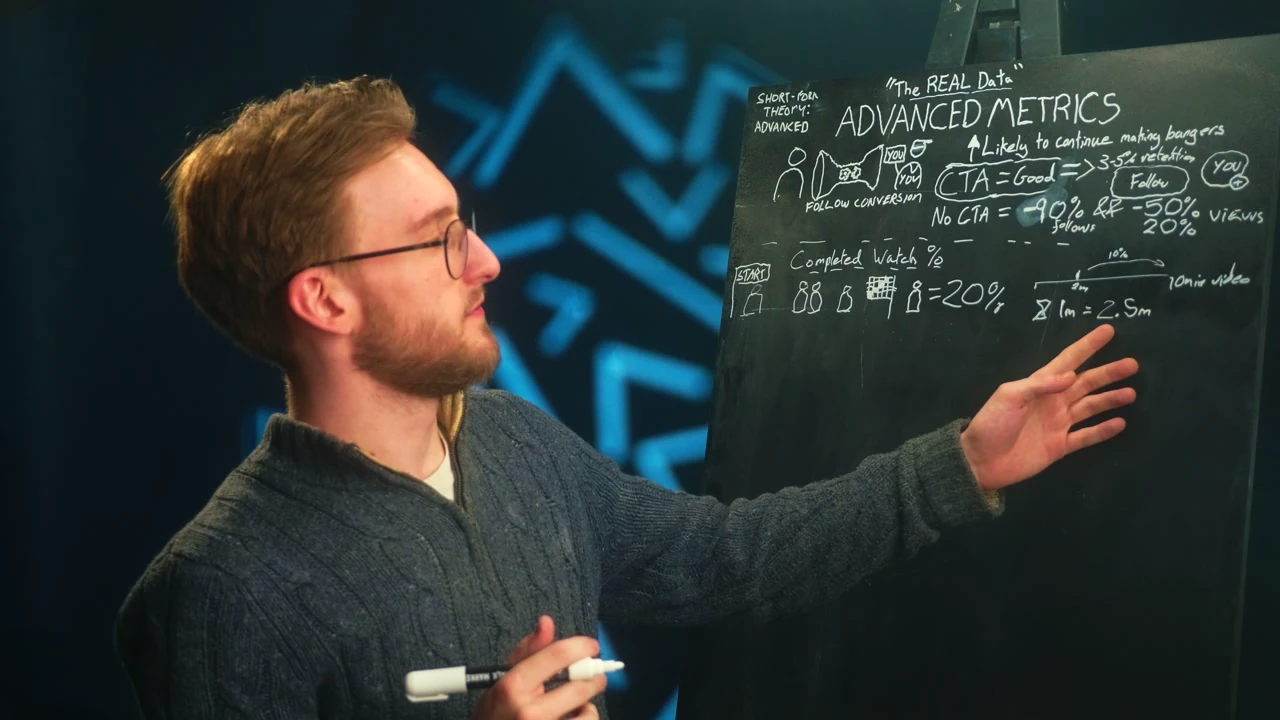 "The REAL Data"
SHORT-FORM
THEORY:
ADVANCED
ADVANCED METRICS
Likely to continue making bangers
YOU
YOU
FOLLOW CONVERSION
CTA = Good => 3-5% retention
Follow
YOU
+
No CTA = -40% && -50% views
follows
20%
Completed Watch %
START
= 20%
10%
2m
10min video
1m = 2.5m